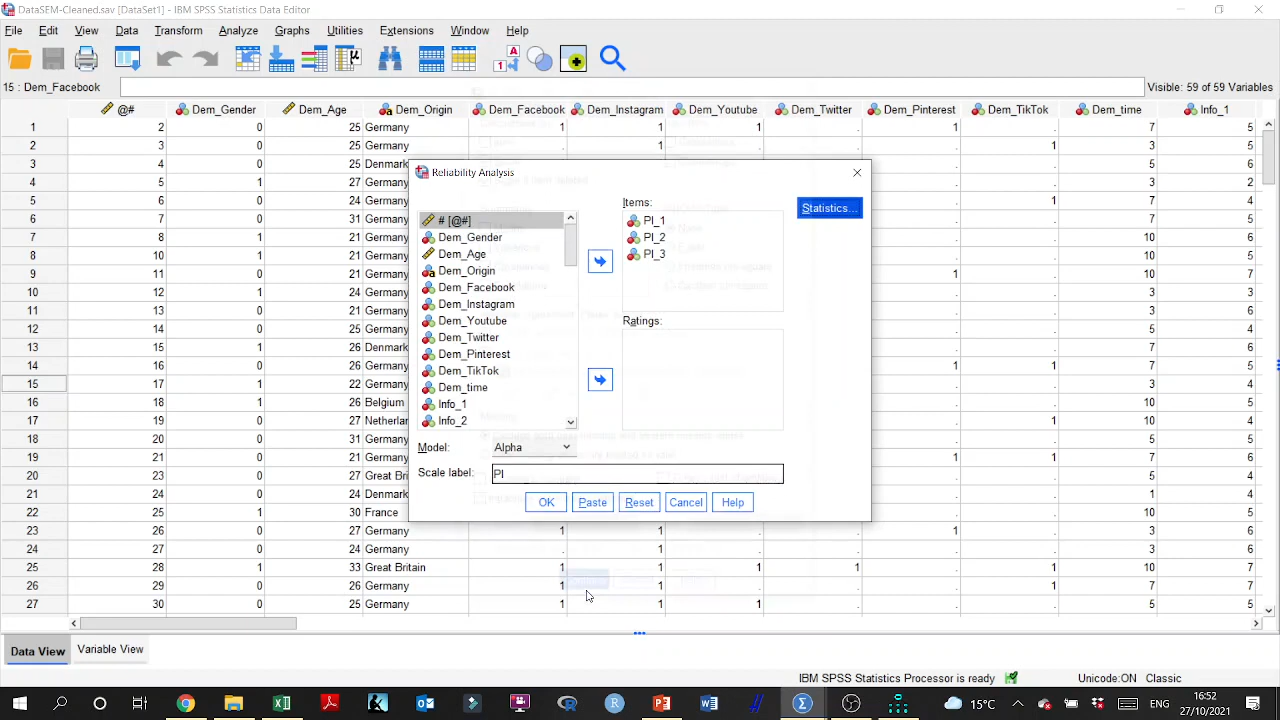 DataSEM-Cleaned.sav [DataSet1] - IBM SPSS Statistics Data Editor
File Edit View Data Transform Analyze Graphs Utilities Extensions Window Help
15 : Dem_Facebook Visible: 59 of 59 Variables
@# Dem_Gender Dem_Age Dem_Origin Dem_Facebook Dem_Instagram Dem_Youtube Dem_Twitter Dem_Pinterest Dem_TikTok Dem_time Info_1
1 2 0 25 Germany 1 1 1 . 1 . 7 5
2 3 0 25 Germany . 1 . . . 1 3 5
3 4 0 25 Denmark . 5 6
4 5 1 27 Germany . 3 2
5 6 0 24 Germany 1 7 4
6 7 0 31 Germany . 3 6
7 8 1 21 Germany . 10 6
8 10 1 21 Germany . 3 6
9 11 0 21 Germany 1 . 10 7
10 12 1 24 Germany . 3 3
11 13 0 21 Germany . 10 6
12 14 0 25 Germany . 5 4
13 15 1 26 Denmark . 7 6
14 16 0 26 Germany 1 1 7 5
15 17 1 22 Germany . 3 4
16 18 1 26 Belgium . 10 4
17 19 0 27 Netherlan 1 10 4
18 20 0 31 Germany . 5 6
19 21 0 21 Germany 1 1 7 6
20 23 0 27 Great Bri . 5 4
21 24 0 24 Denmark . 1 4
22 25 1 30 France . 10 5
23 26 0 31 Germany 1 1 . . 1 . 3 6
24 27 0 24 Germany . 1 . . . . 3 6
25 28 1 33 Great Britain 1 1 1 1 . 1 10 7
26 29 0 26 Germany 1 1 . . . 1 7 7
27 30 0 25 Germany 1 1 1 . . . 5 5
Reliability Analysis
Items:
Statistics...
# [@#]
Dem_Gender
Dem_Age
Dem_Origin
Dem_Facebook
Dem_Instagram
Dem_Youtube
Dem_Twitter
Dem_Pinterest
Dem_TikTok
Dem_time
Info_1
Info_2
PI_1
PI_2
PI_3
Ratings:
Model: Alpha
Scale label: PI
OK Paste Reset Cancel Help
Data View Variable View
IBM SPSS Statistics Processor is ready Unicode:ON Classic
15°C ENG 16:52
27/10/2021